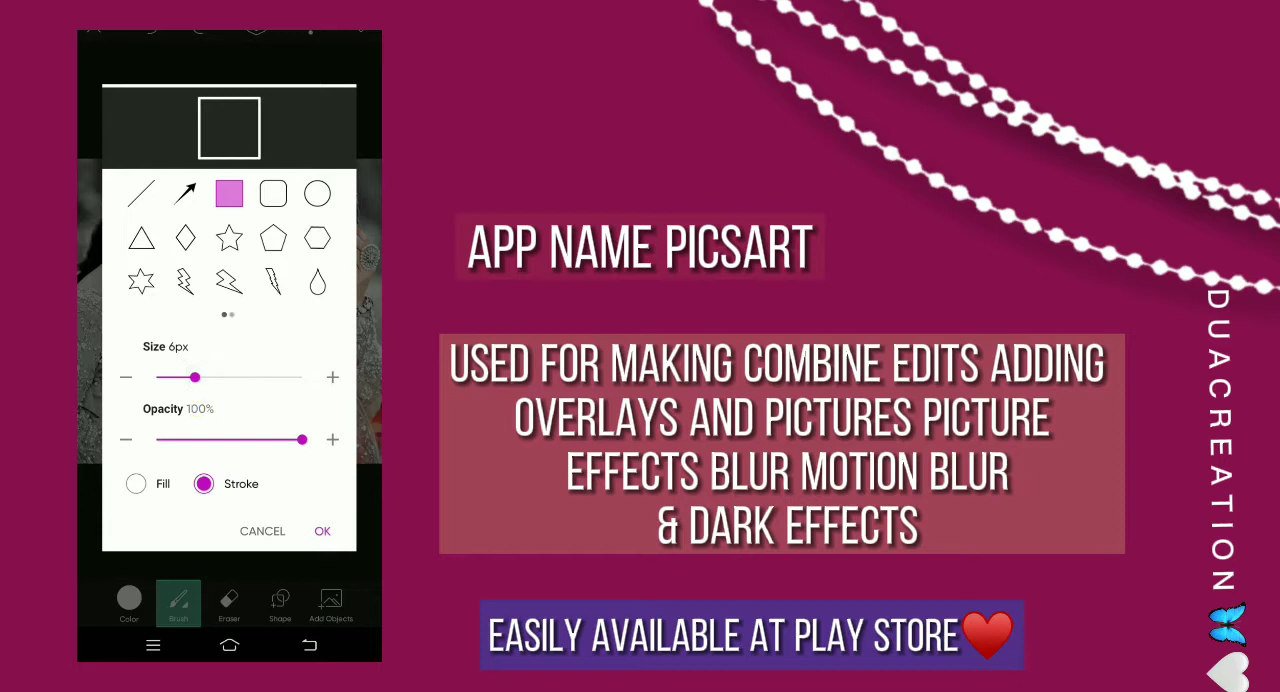 Size 6px
Opacity 100%
Fill Stroke
CANCEL OK
Color Brush Eraser Shape Add Objects
APP NAME PICSART
USED FOR MAKING COMBINE EDITS ADDING
OVERLAYS AND PICTURES PICTURE
EFFECTS BLUR MOTION BLUR
& DARK EFFECTS
EASILY AVAILABLE AT PLAY STORE❤️
DUACREATION🦋🤍